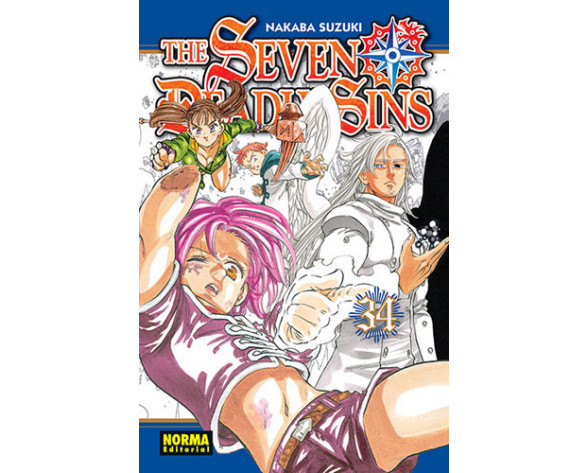 NAKABA SUZUKI
THE SEVEN
DEADLY SINS
34
NORMA
Editorial